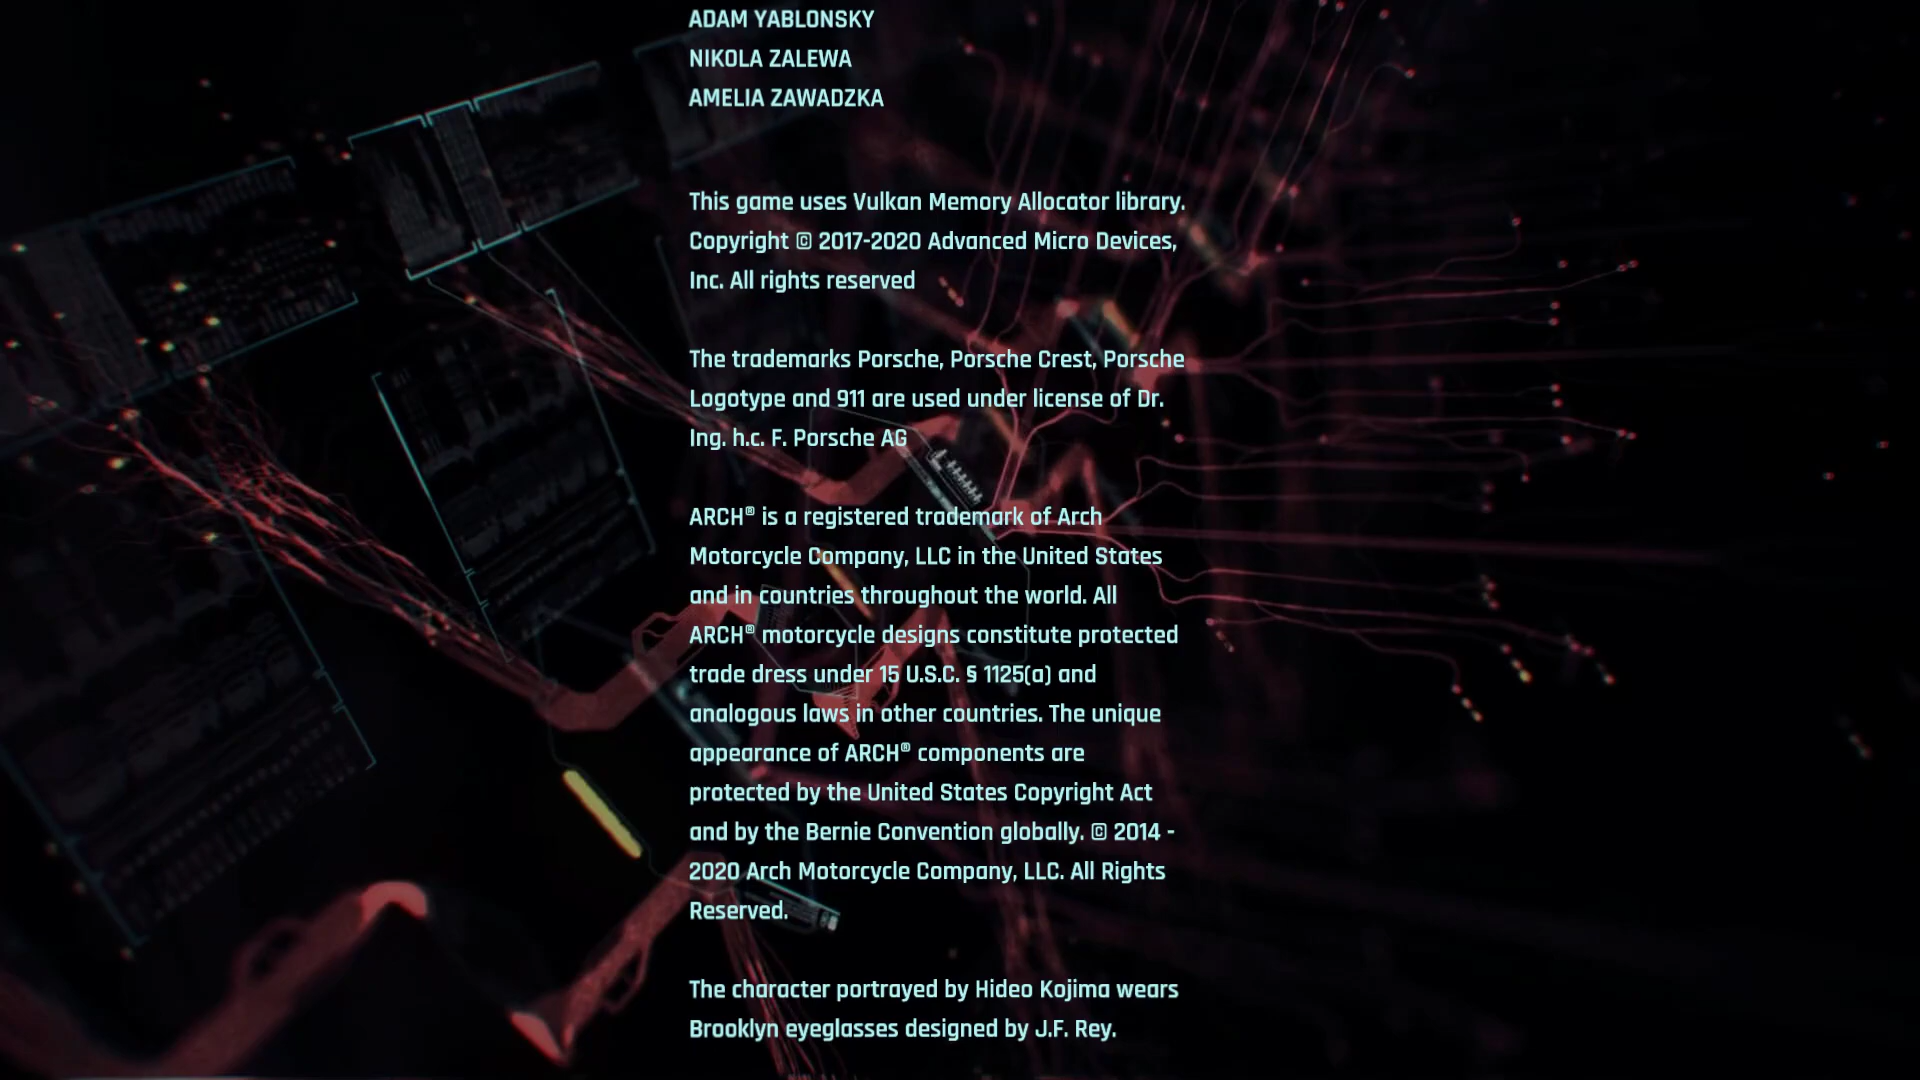 ADAM YABLONSKY
NIKOLA ZALEWA
AMELIA ZAWADZKA
This game uses Vulkan Memory Allocator library.
Copyright © 2017-2020 Advanced Micro Devices,
Inc. All rights reserved
The trademarks Porsche, Porsche Crest, Porsche
Logotype and 911 are used under license of Dr.
Ing. h.c. F. Porsche AG
ARCH® is a registered trademark of Arch
Motorcycle Company, LLC in the United States
and in countries throughout the world. All
ARCH® motorcycle designs constitute protected
trade dress under 15 U.S.C. § 1125(a) and
analogous laws in other countries. The unique
appearance of ARCH® components are
protected by the United States Copyright Act
and by the Bernie Convention globally. © 2014 -
2020 Arch Motorcycle Company, LLC. All Rights
Reserved.
The character portrayed by Hideo Kojima wears
Brooklyn eyeglasses designed by J.F. Rey.